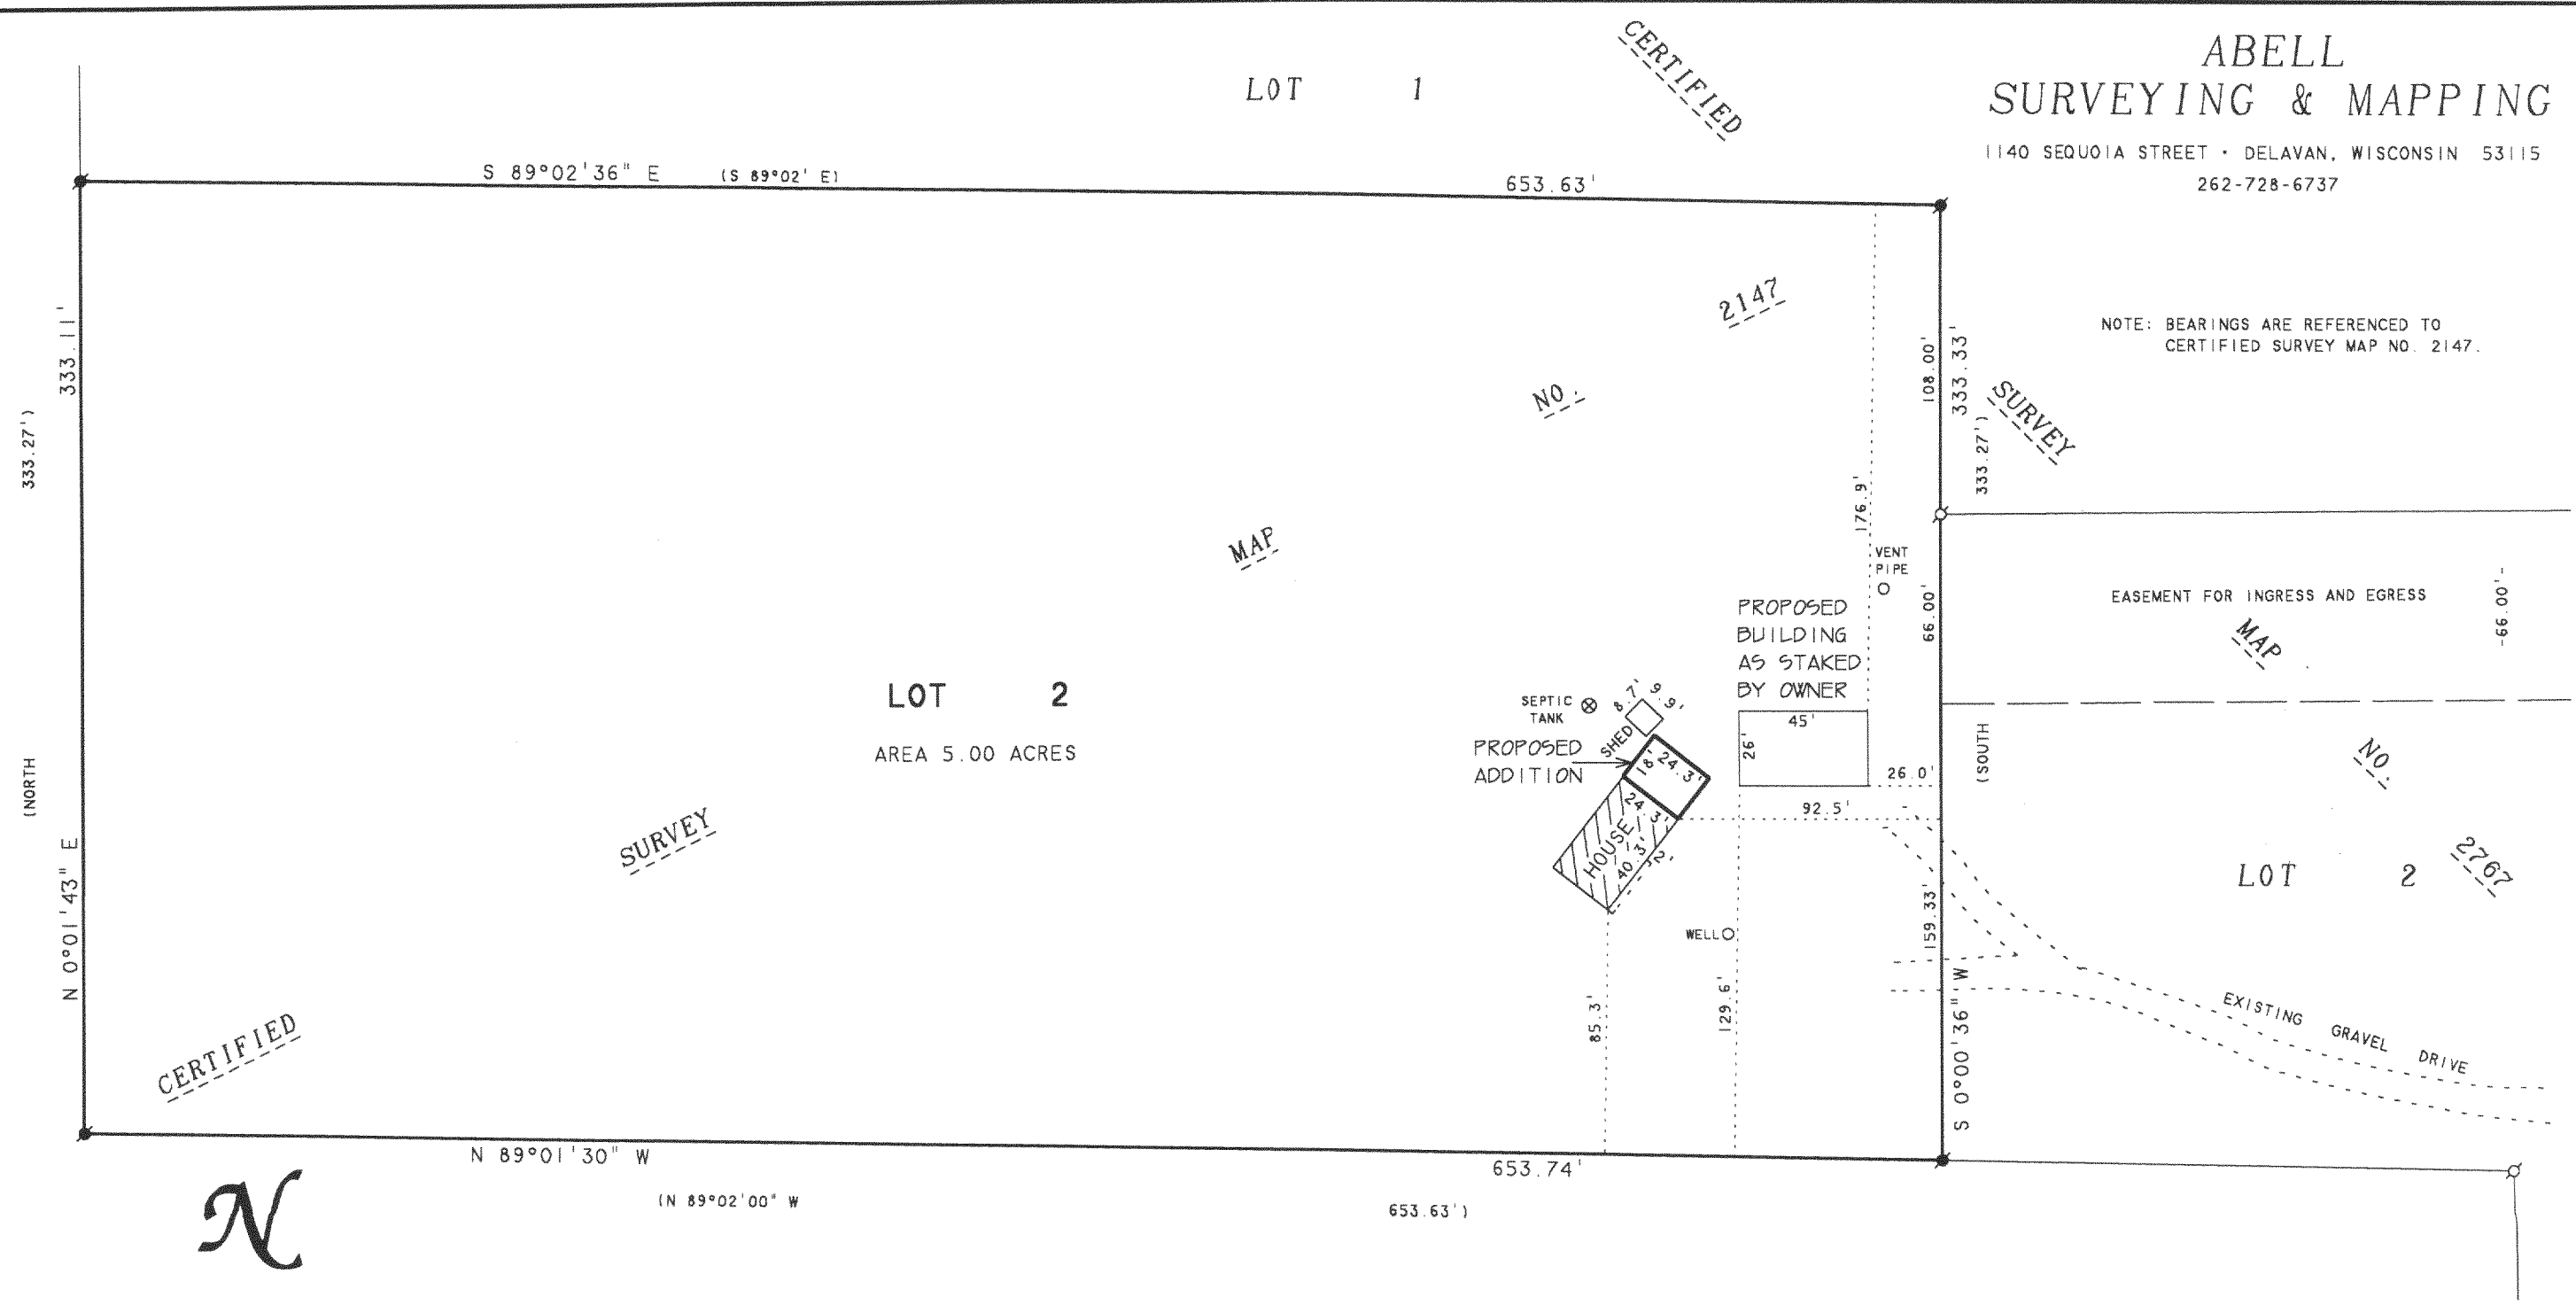 ABELL
SURVEYING & MAPPING
1140 SEQUOIA STREET • DELAVAN, WISCONSIN 53115
262-728-6737
NOTE: BEARINGS ARE REFERENCED TO
CERTIFIED SURVEY MAP NO. 2147.
LOT 1
CERTIFIED
S 89°02'36" E (S 89°02' E) 653.63'
333.11'
333.27')
(NORTH
N 0°01'43" E
2147
NO.
MAP
SURVEY
CERTIFIED
LOT 2
AREA 5.00 ACRES
108.00'
333.33'
333.27')
SURVEY
176.9'
VENT
PIPE
66.00'
EASEMENT FOR INGRESS AND EGRESS
-66.00'-
MAP
PROPOSED
BUILDING
AS STAKED
BY OWNER
45'
26'
26.0'
SEPTIC
TANK
8.7'
9.9'
SHED
PROPOSED
ADDITION
18'
24.3'
24.3'
HOUSE
40.3'
92.5'
(SOUTH
NO.
2767
LOT 2
159.33'
WELL
85.3'
129.6'
S 0°00'36" W
EXISTING GRAVEL DRIVE
N 89°01'30" W 653.74'
(N 89°02'00" W 653.63')
N